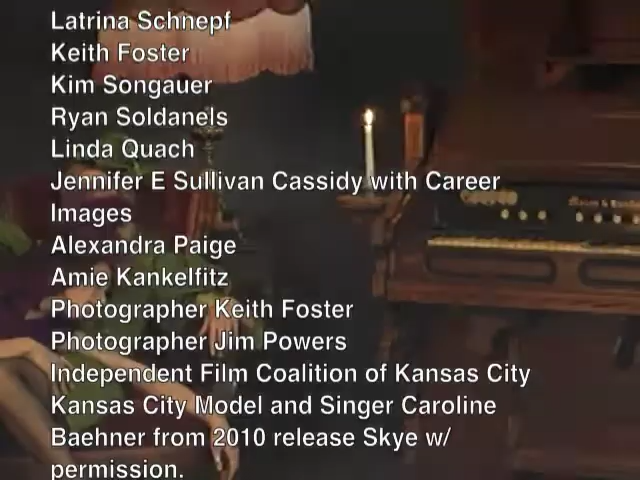 Latrina Schnepf
Keith Foster
Kim Songauer
Ryan Soldanels
Linda Quach
Jennifer E Sullivan Cassidy with Career
Images
Alexandra Paige
Amie Kankelfitz
Photographer Keith Foster
Photographer Jim Powers
Independent Film Coalition of Kansas City
Kansas City Model and Singer Caroline
Baehner from 2010 release Skye w/
permission.